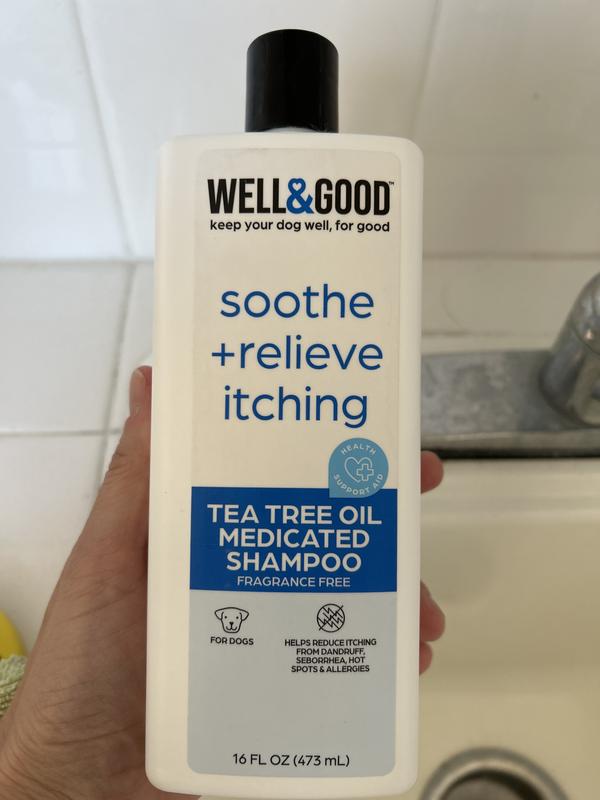 WELL&GOOD™
keep your dog well, for good
soothe
+relieve
itching
HEALTH
SUPPORT AID
TEA TREE OIL
MEDICATED
SHAMPOO
FRAGRANCE FREE
FOR DOGS
HELPS REDUCE ITCHING
FROM DANDRUFF,
SEBORRHEA, HOT
SPOTS & ALLERGIES
16 FL OZ (473 mL)